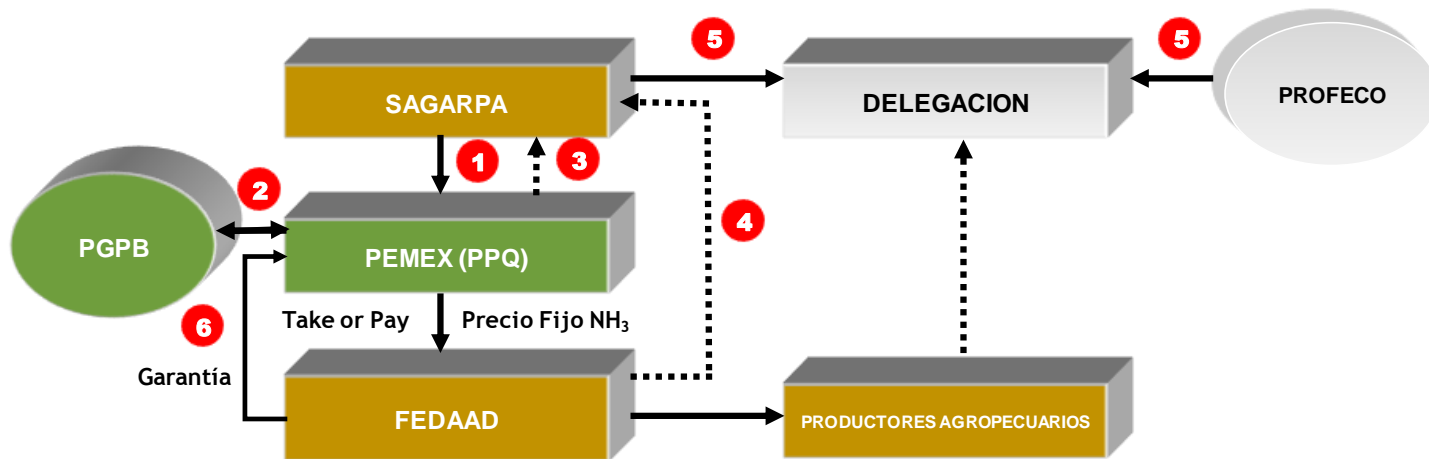 5
5
SAGARPA
DELEGACION
PROFECO
1
3
2
4
PGPB
PEMEX (PPQ)
6
Take or Pay
Precio Fijo NH₃
Garantía
FEDAAD
PRODUCTORES AGROPECUARIOS